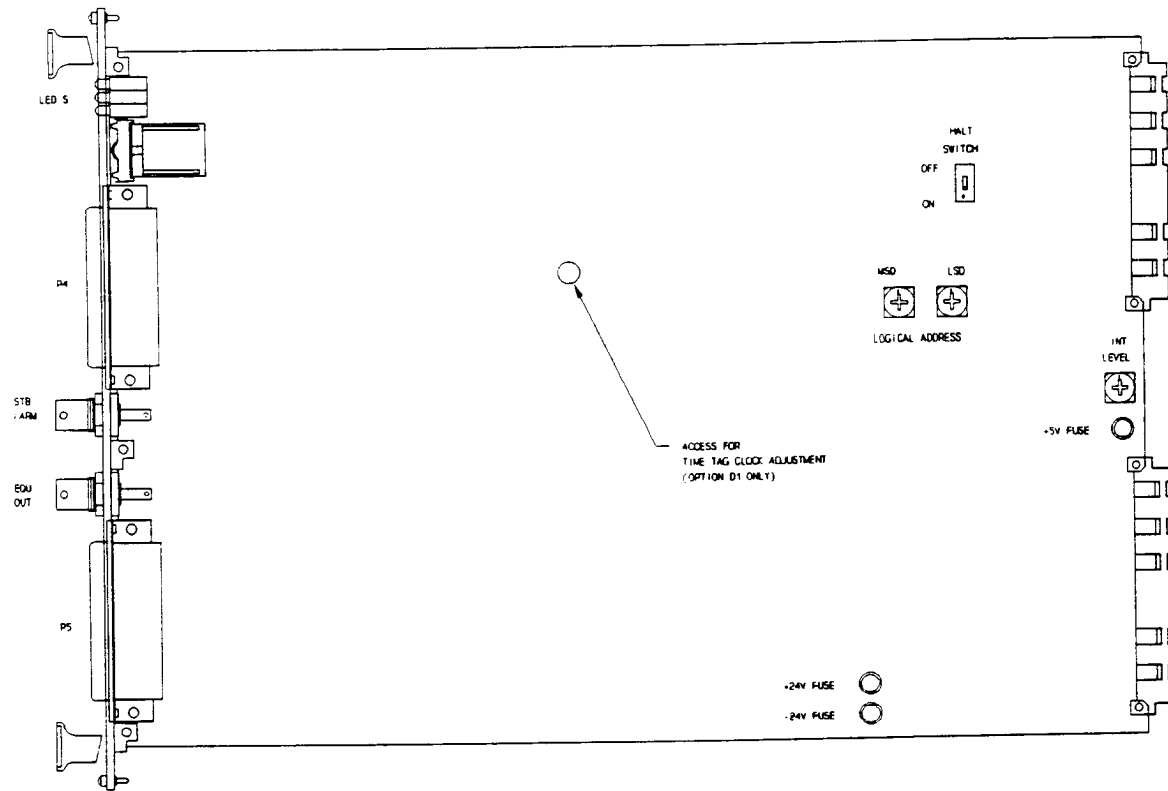 LED S
HALT
SWITCH
OFF
ON
P4
MSD
LSD
LOGICAL ADDRESS
INT
LEVEL
+5V FUSE
STB
/ARM
ACCESS FOR
TIME TAG CLOCK ADJUSTMENT
(OPTION D1 ONLY)
EQU
OUT
P5
+24V FUSE
-24V FUSE